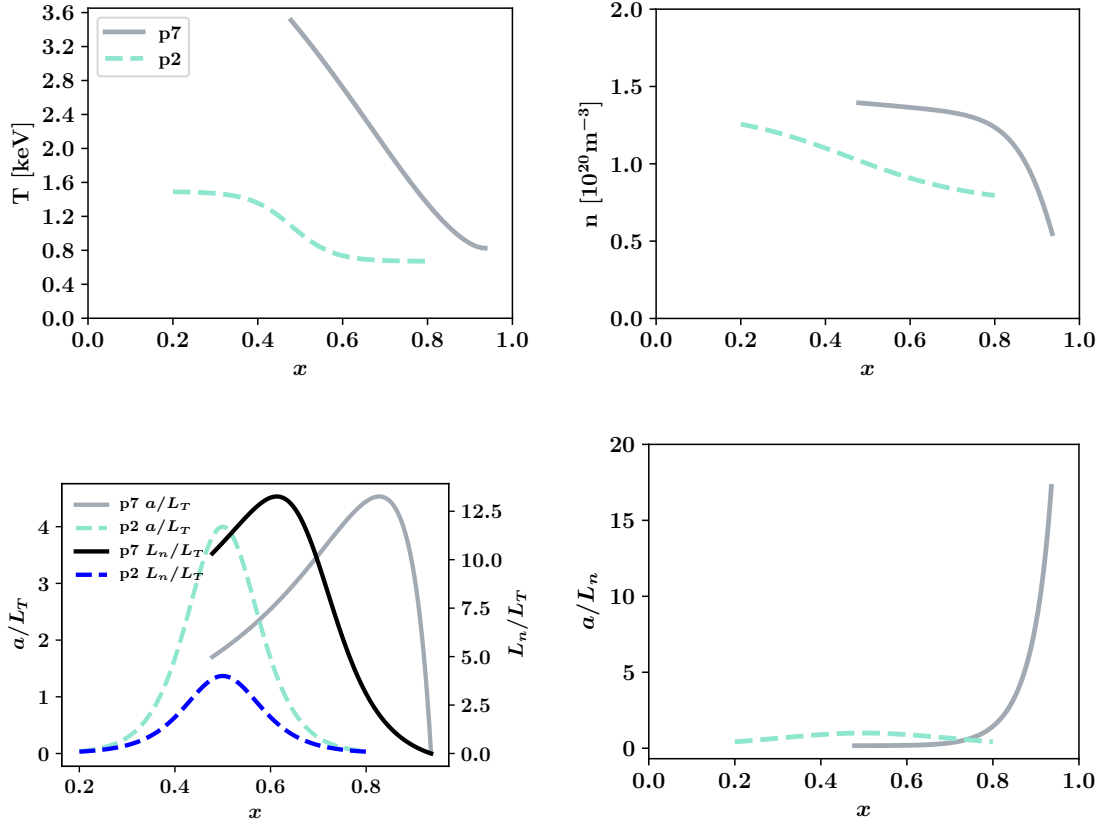 3.6
3.2
2.8
2.4
2.0
1.6
1.2
0.8
0.4
0.0
T [keV]
p7
p2
0.0 0.2 0.4 0.6 0.8 1.0
x
2.0
1.5
1.0
0.5
0.0
n [10²⁰m⁻³]
0.0 0.2 0.4 0.6 0.8 1.0
x
4
3
2
1
0
a/L_T
p7 a/L_T
p2 a/L_T
p7 L_n/L_T
p2 L_n/L_T
12.5
10.0
7.5
5.0
2.5
0.0
L_n/L_T
0.2 0.4 0.6 0.8
x
20
15
10
5
0
a/L_n
0.0 0.2 0.4 0.6 0.8 1.0
x